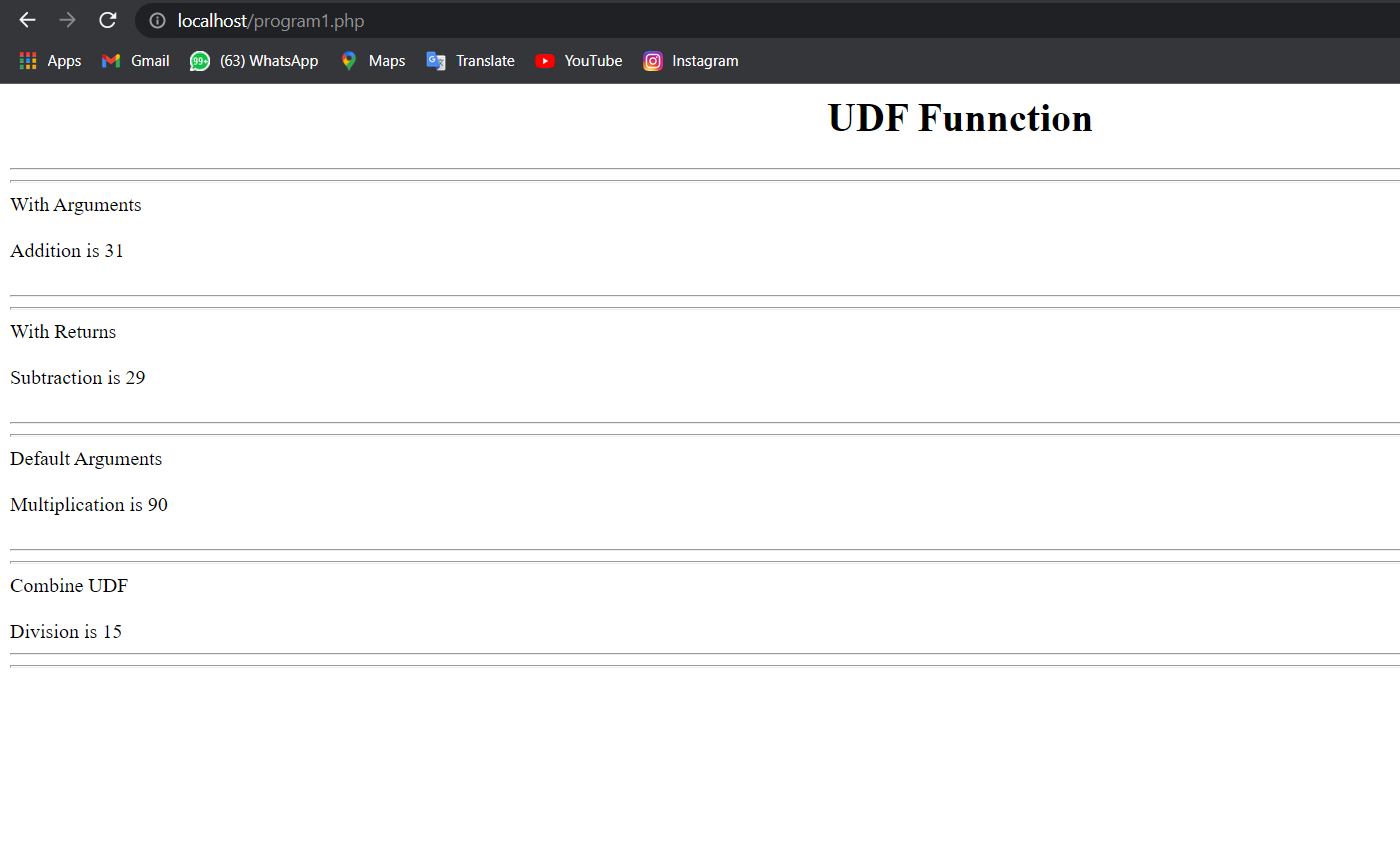 localhost/program1.php
Apps Gmail 99+ (63) WhatsApp Maps Translate YouTube Instagram
UDF Funnction
With Arguments
Addition is 31
With Returns
Subtraction is 29
Default Arguments
Multiplication is 90
Combine UDF
Division is 15